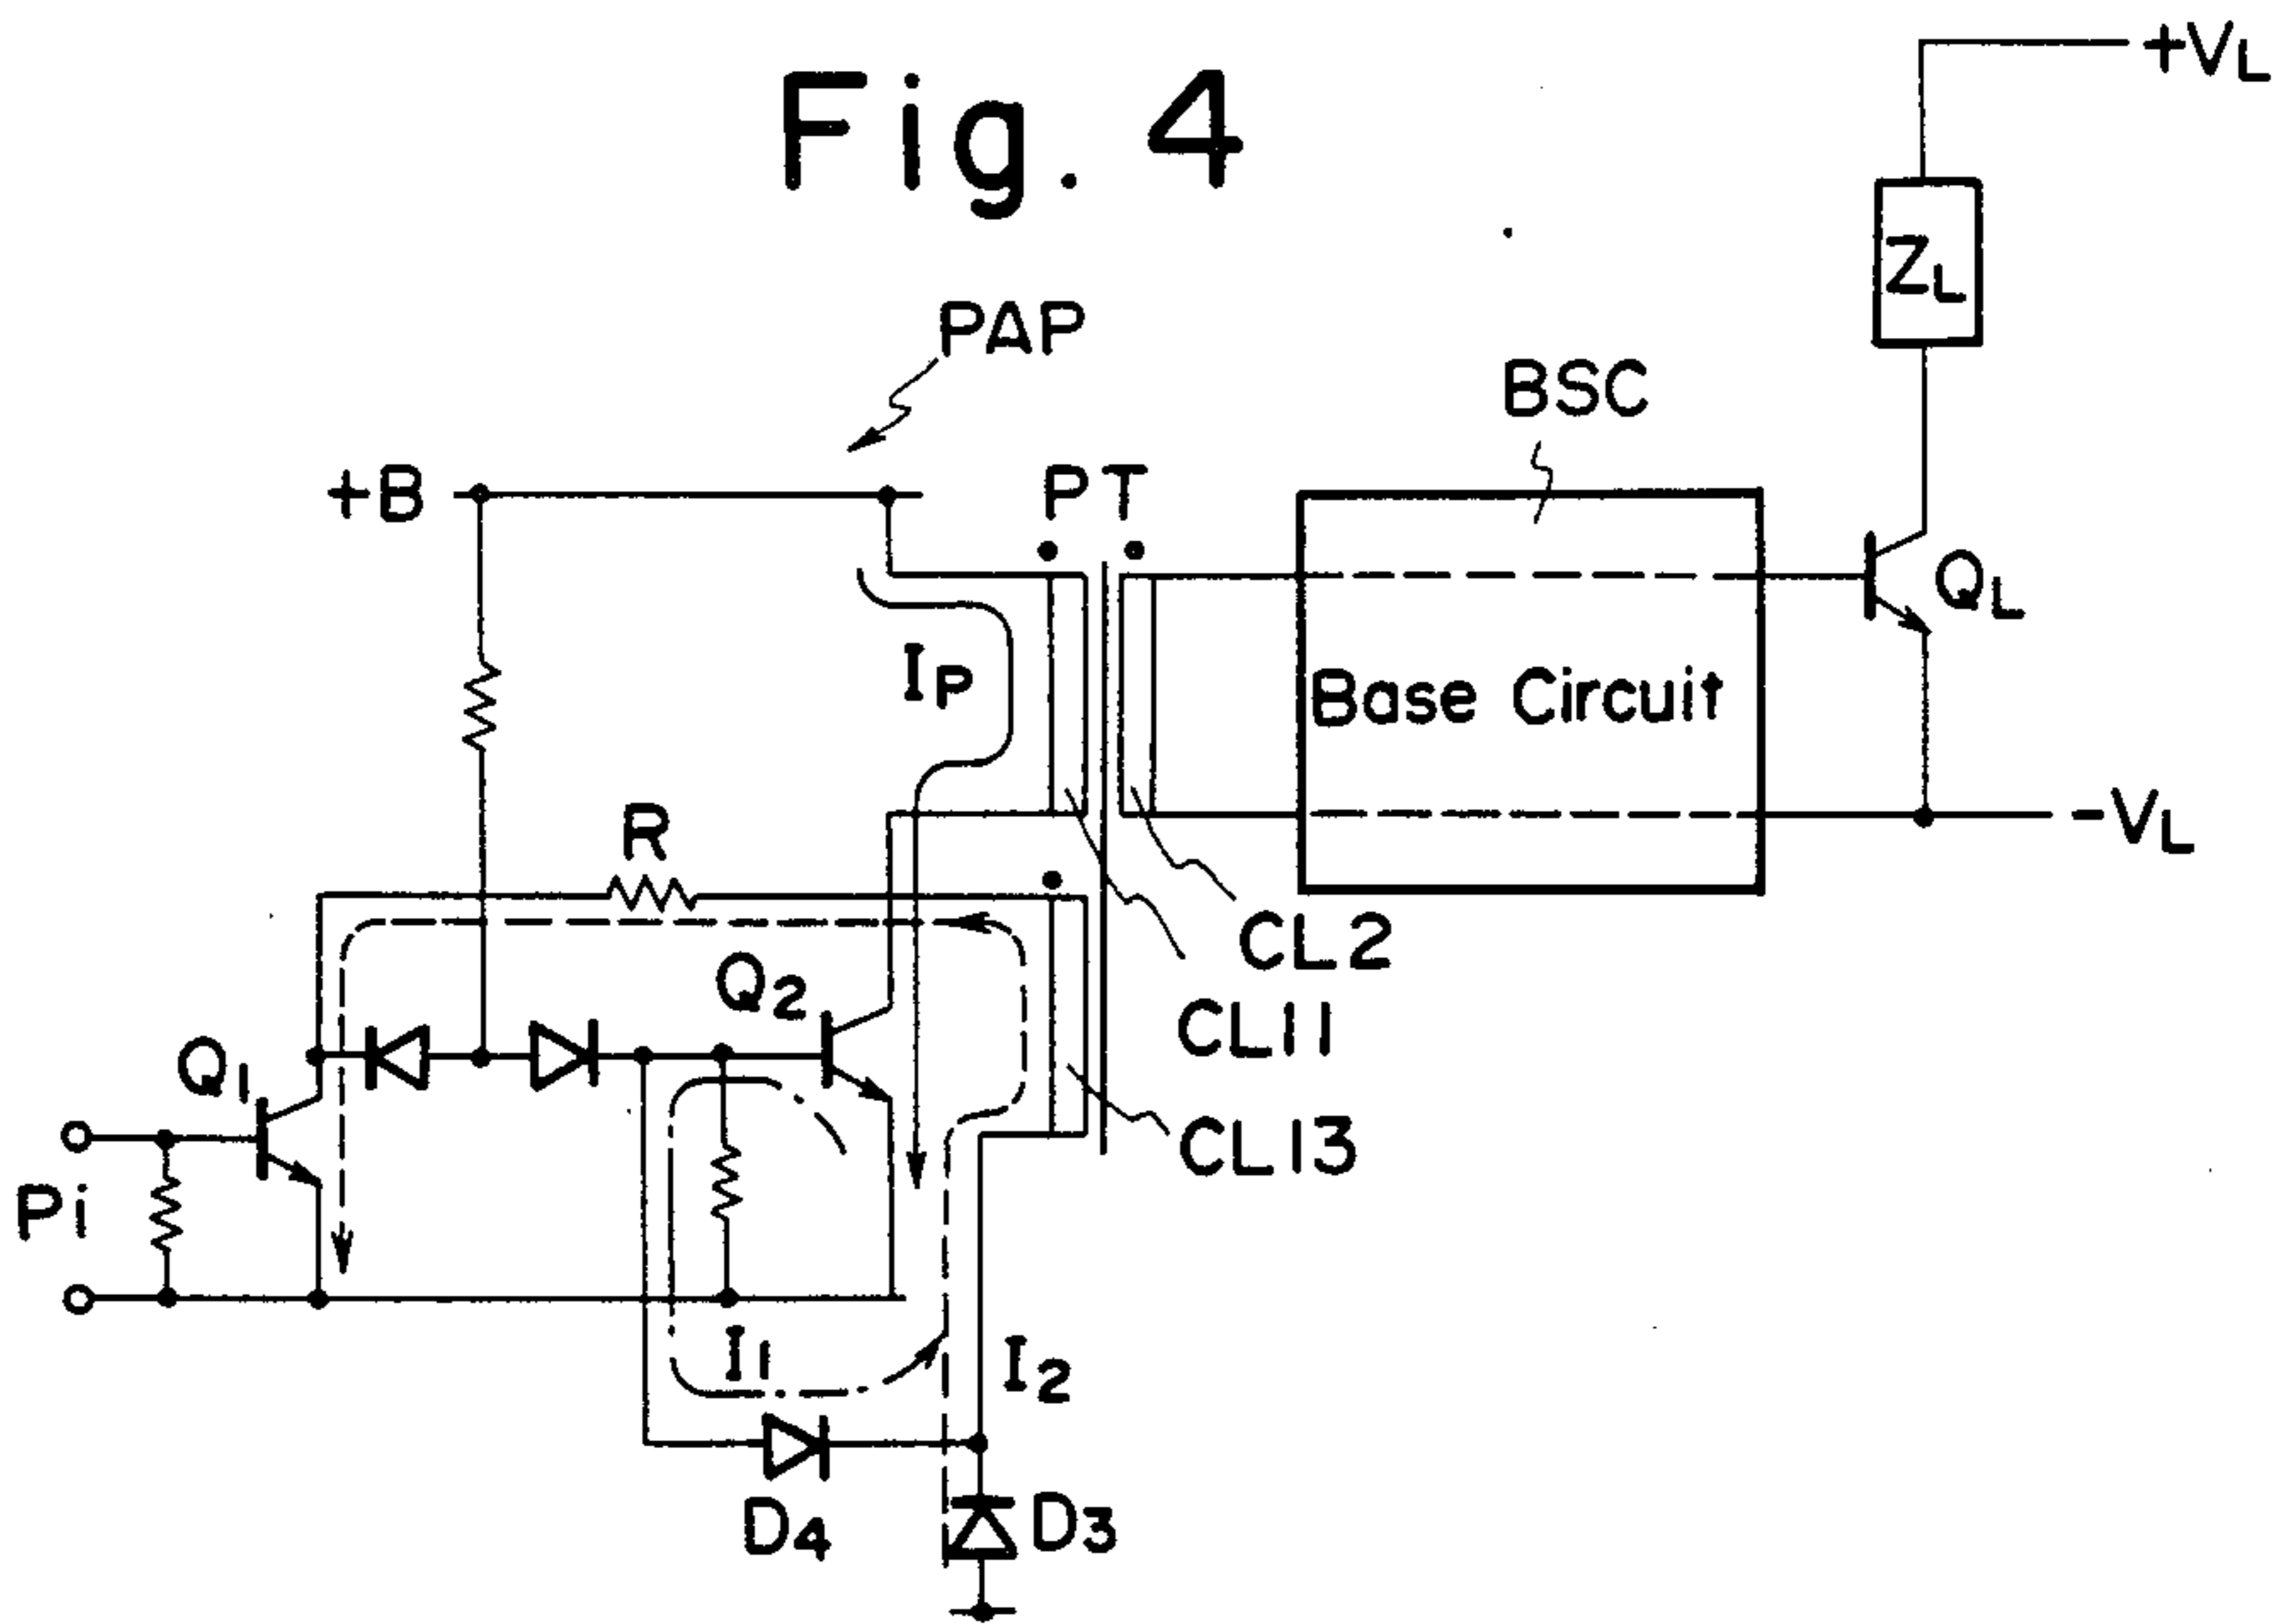 Fig. 4
+VL
ZL
PAP
BSC
+B
PT
QL
IP
Base Circuit
R
-VL
CL2
Q2
CL11
Q1
CL13
Pi
I1
I2
D4
D3